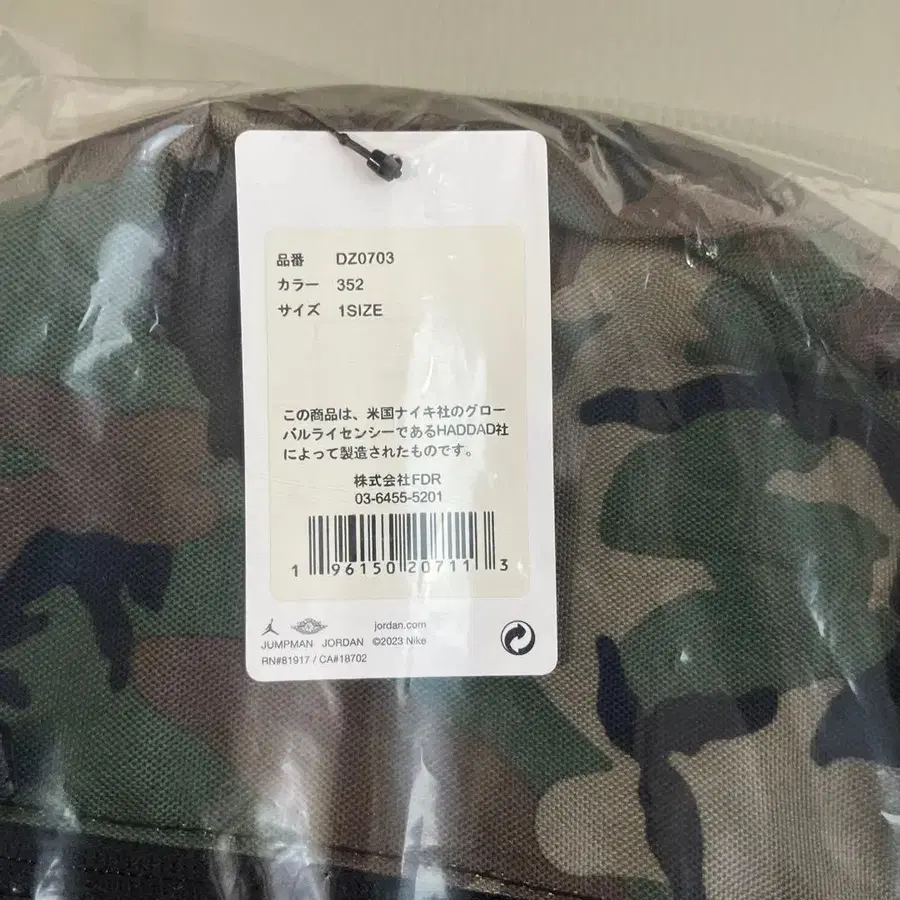 品番 DZ0703
カラー 352
サイズ 1SIZE
この商品は、米国ナイキ社のグロー
バルライセンシーであるHADDAD社
によって製造されたものです。
株式会社FDR
03-6455-5201
1 96150 20711 3
jordan.com
JUMPMAN JORDAN ©2023 Nike
RN#81917 / CA#18702